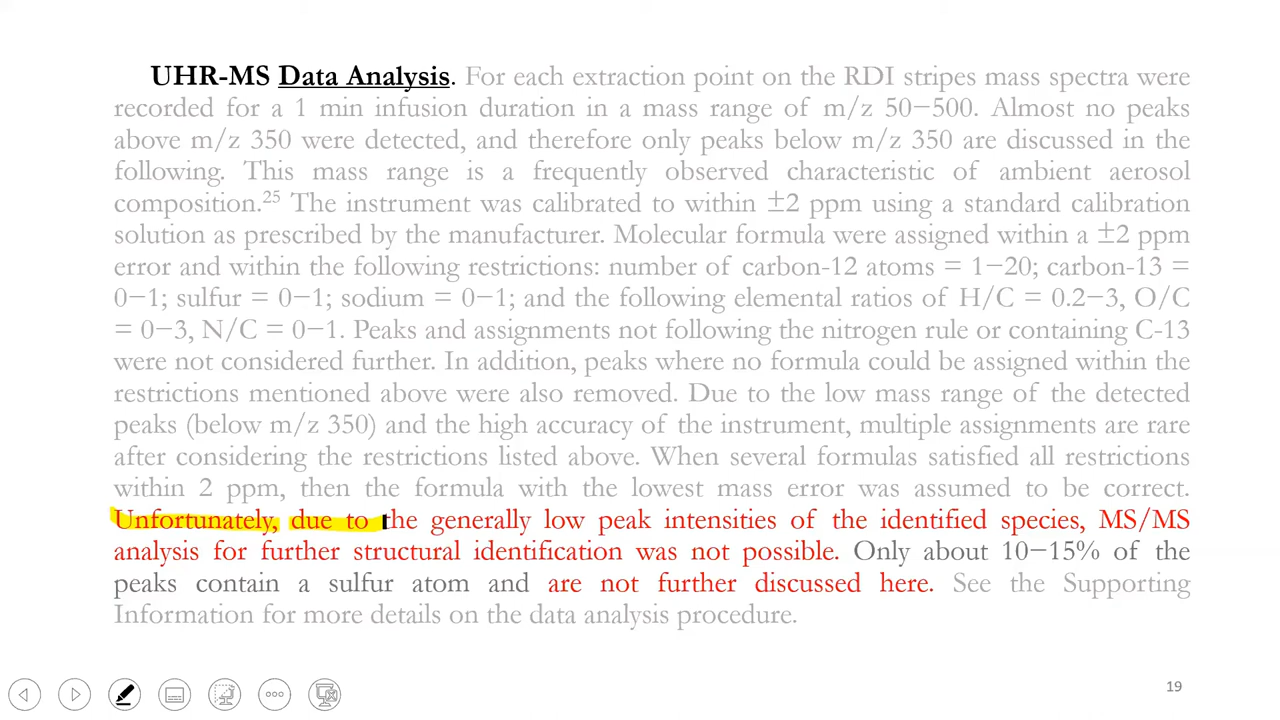 UHR-MS Data Analysis. For each extraction point on the RDI stripes mass spectra were
recorded for a 1 min infusion duration in a mass range of m/z 50−500. Almost no peaks
above m/z 350 were detected, and therefore only peaks below m/z 350 are discussed in the
following. This mass range is a frequently observed characteristic of ambient aerosol
composition.²⁵ The instrument was calibrated to within ±2 ppm using a standard calibration
solution as prescribed by the manufacturer. Molecular formula were assigned within a ±2 ppm
error and within the following restrictions: number of carbon-12 atoms = 1−20; carbon-13 =
0−1; sulfur = 0−1; sodium = 0−1; and the following elemental ratios of H/C = 0.2−3, O/C
= 0−3, N/C = 0−1. Peaks and assignments not following the nitrogen rule or containing C-13
were not considered further. In addition, peaks where no formula could be assigned within the
restrictions mentioned above were also removed. Due to the low mass range of the detected
peaks (below m/z 350) and the high accuracy of the instrument, multiple assignments are rare
after considering the restrictions listed above. When several formulas satisfied all restrictions
within 2 ppm, then the formula with the lowest mass error was assumed to be correct.
Unfortunately, due to the generally low peak intensities of the identified species, MS/MS
analysis for further structural identification was not possible. Only about 10−15% of the
peaks contain a sulfur atom and are not further discussed here. See the Supporting
Information for more details on the data analysis procedure.
19